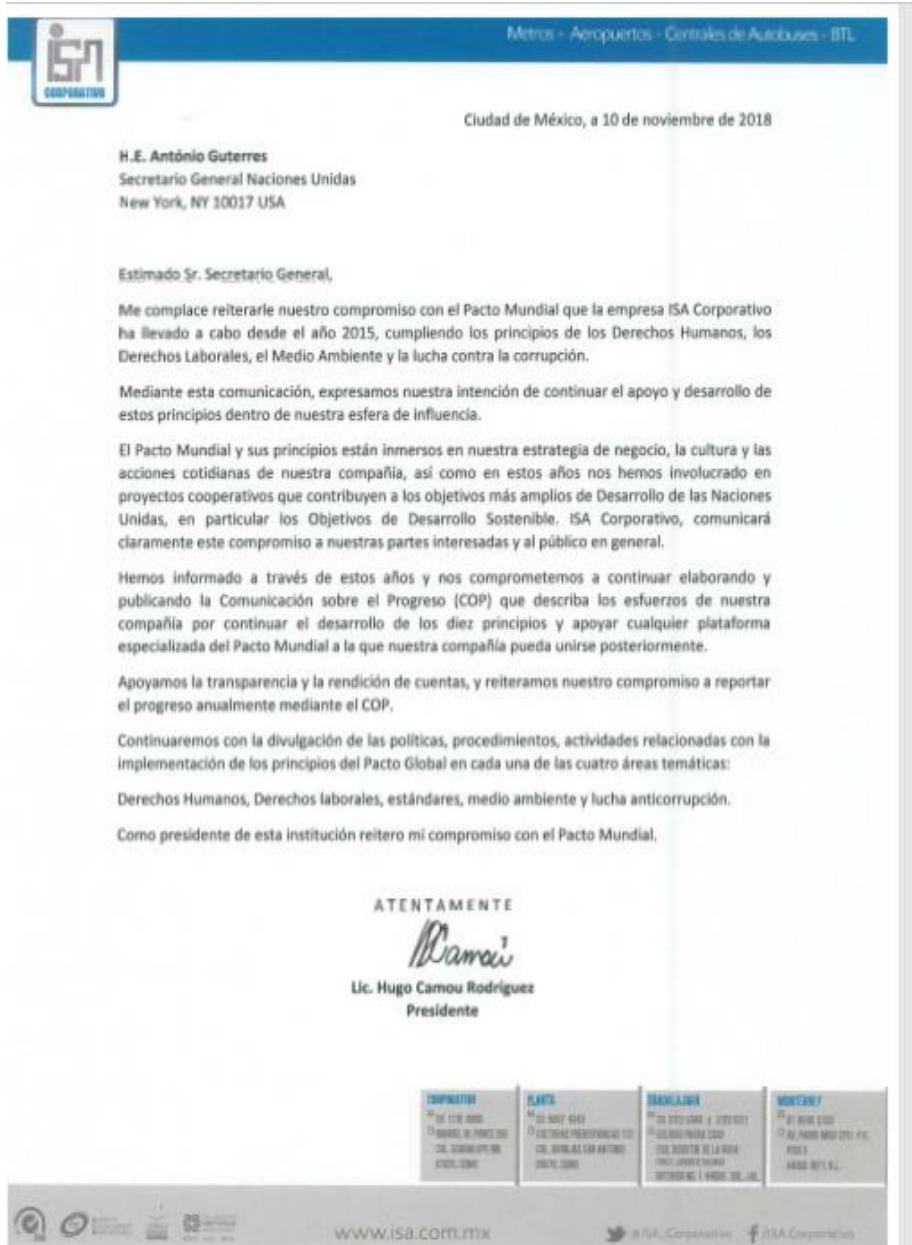 Metros - Aeropuertos - Centrales de Autobuses - BTL
ISA
CORPORATIVO
Ciudad de México, a 10 de noviembre de 2018
H.E. António Guterres
Secretario General Naciones Unidas
New York, NY 10017 USA
Estimado Sr. Secretario General,
Me complace reiterarle nuestro compromiso con el Pacto Mundial que la empresa ISA Corporativo
ha llevado a cabo desde el año 2015, cumpliendo los principios de los Derechos Humanos, los
Derechos Laborales, el Medio Ambiente y la lucha contra la corrupción.
Mediante esta comunicación, expresamos nuestra intención de continuar el apoyo y desarrollo de
estos principios dentro de nuestra esfera de influencia.
El Pacto Mundial y sus principios están inmersos en nuestra estrategia de negocio, la cultura y las
acciones cotidianas de nuestra compañía, así como en estos años nos hemos involucrado en
proyectos cooperativos que contribuyen a los objetivos más amplios de Desarrollo de las Naciones
Unidas, en particular los Objetivos de Desarrollo Sostenible. ISA Corporativo, comunicará
claramente este compromiso a nuestras partes interesadas y al público en general.
Hemos informado a través de estos años y nos comprometemos a continuar elaborando y
publicando la Comunicación sobre el Progreso (COP) que describa los esfuerzos de nuestra
compañía por continuar el desarrollo de los diez principios y apoyar cualquier plataforma
especializada del Pacto Mundial a la que nuestra compañía pueda unirse posteriormente.
Apoyamos la transparencia y la rendición de cuentas, y reiteramos nuestro compromiso a reportar
el progreso anualmente mediante el COP.
Continuaremos con la divulgación de las políticas, procedimientos, actividades relacionadas con la
implementación de los principios del Pacto Global en cada una de las cuatro áreas temáticas:
Derechos Humanos, Derechos laborales, estándares, medio ambiente y lucha anticorrupción.
Como presidente de esta institución reitero mi compromiso con el Pacto Mundial.
ATENTAMENTE
Camou
Lic. Hugo Camou Rodríguez
Presidente
CORPORATIVO
PLANTA
GUADALAJARA
MONTERREY
www.isa.com.mx
@ISA_Corporativo
/ISA Corporativo